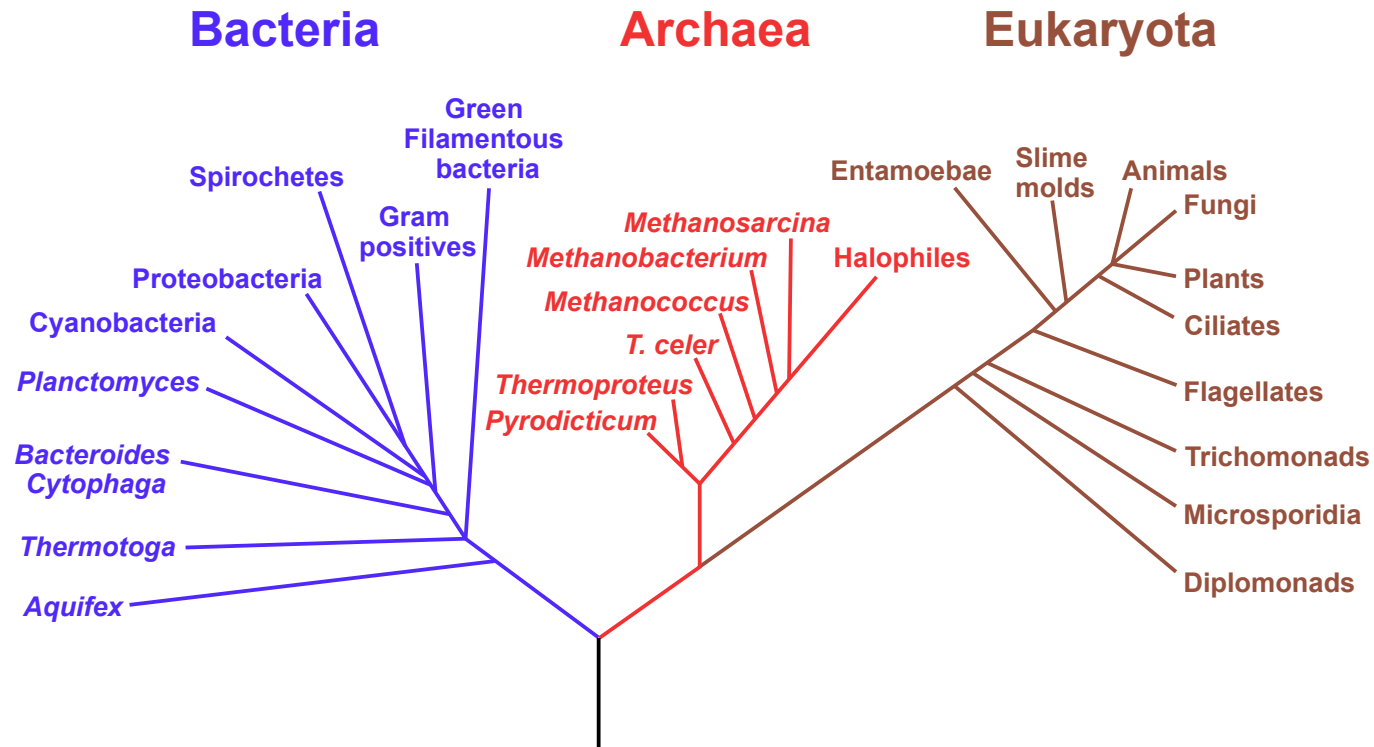 Bacteria
Archaea
Eukaryota
Green
Filamentous
bacteria
Spirochetes
Gram
positives
Proteobacteria
Cyanobacteria
Planctomyces
Bacteroides
Cytophaga
Thermotoga
Aquifex
Methanosarcina
Methanobacterium
Halophiles
Methanococcus
T. celer
Thermoproteus
Pyrodicticum
Entamoebae
Slime
molds
Animals
Fungi
Plants
Ciliates
Flagellates
Trichomonads
Microsporidia
Diplomonads